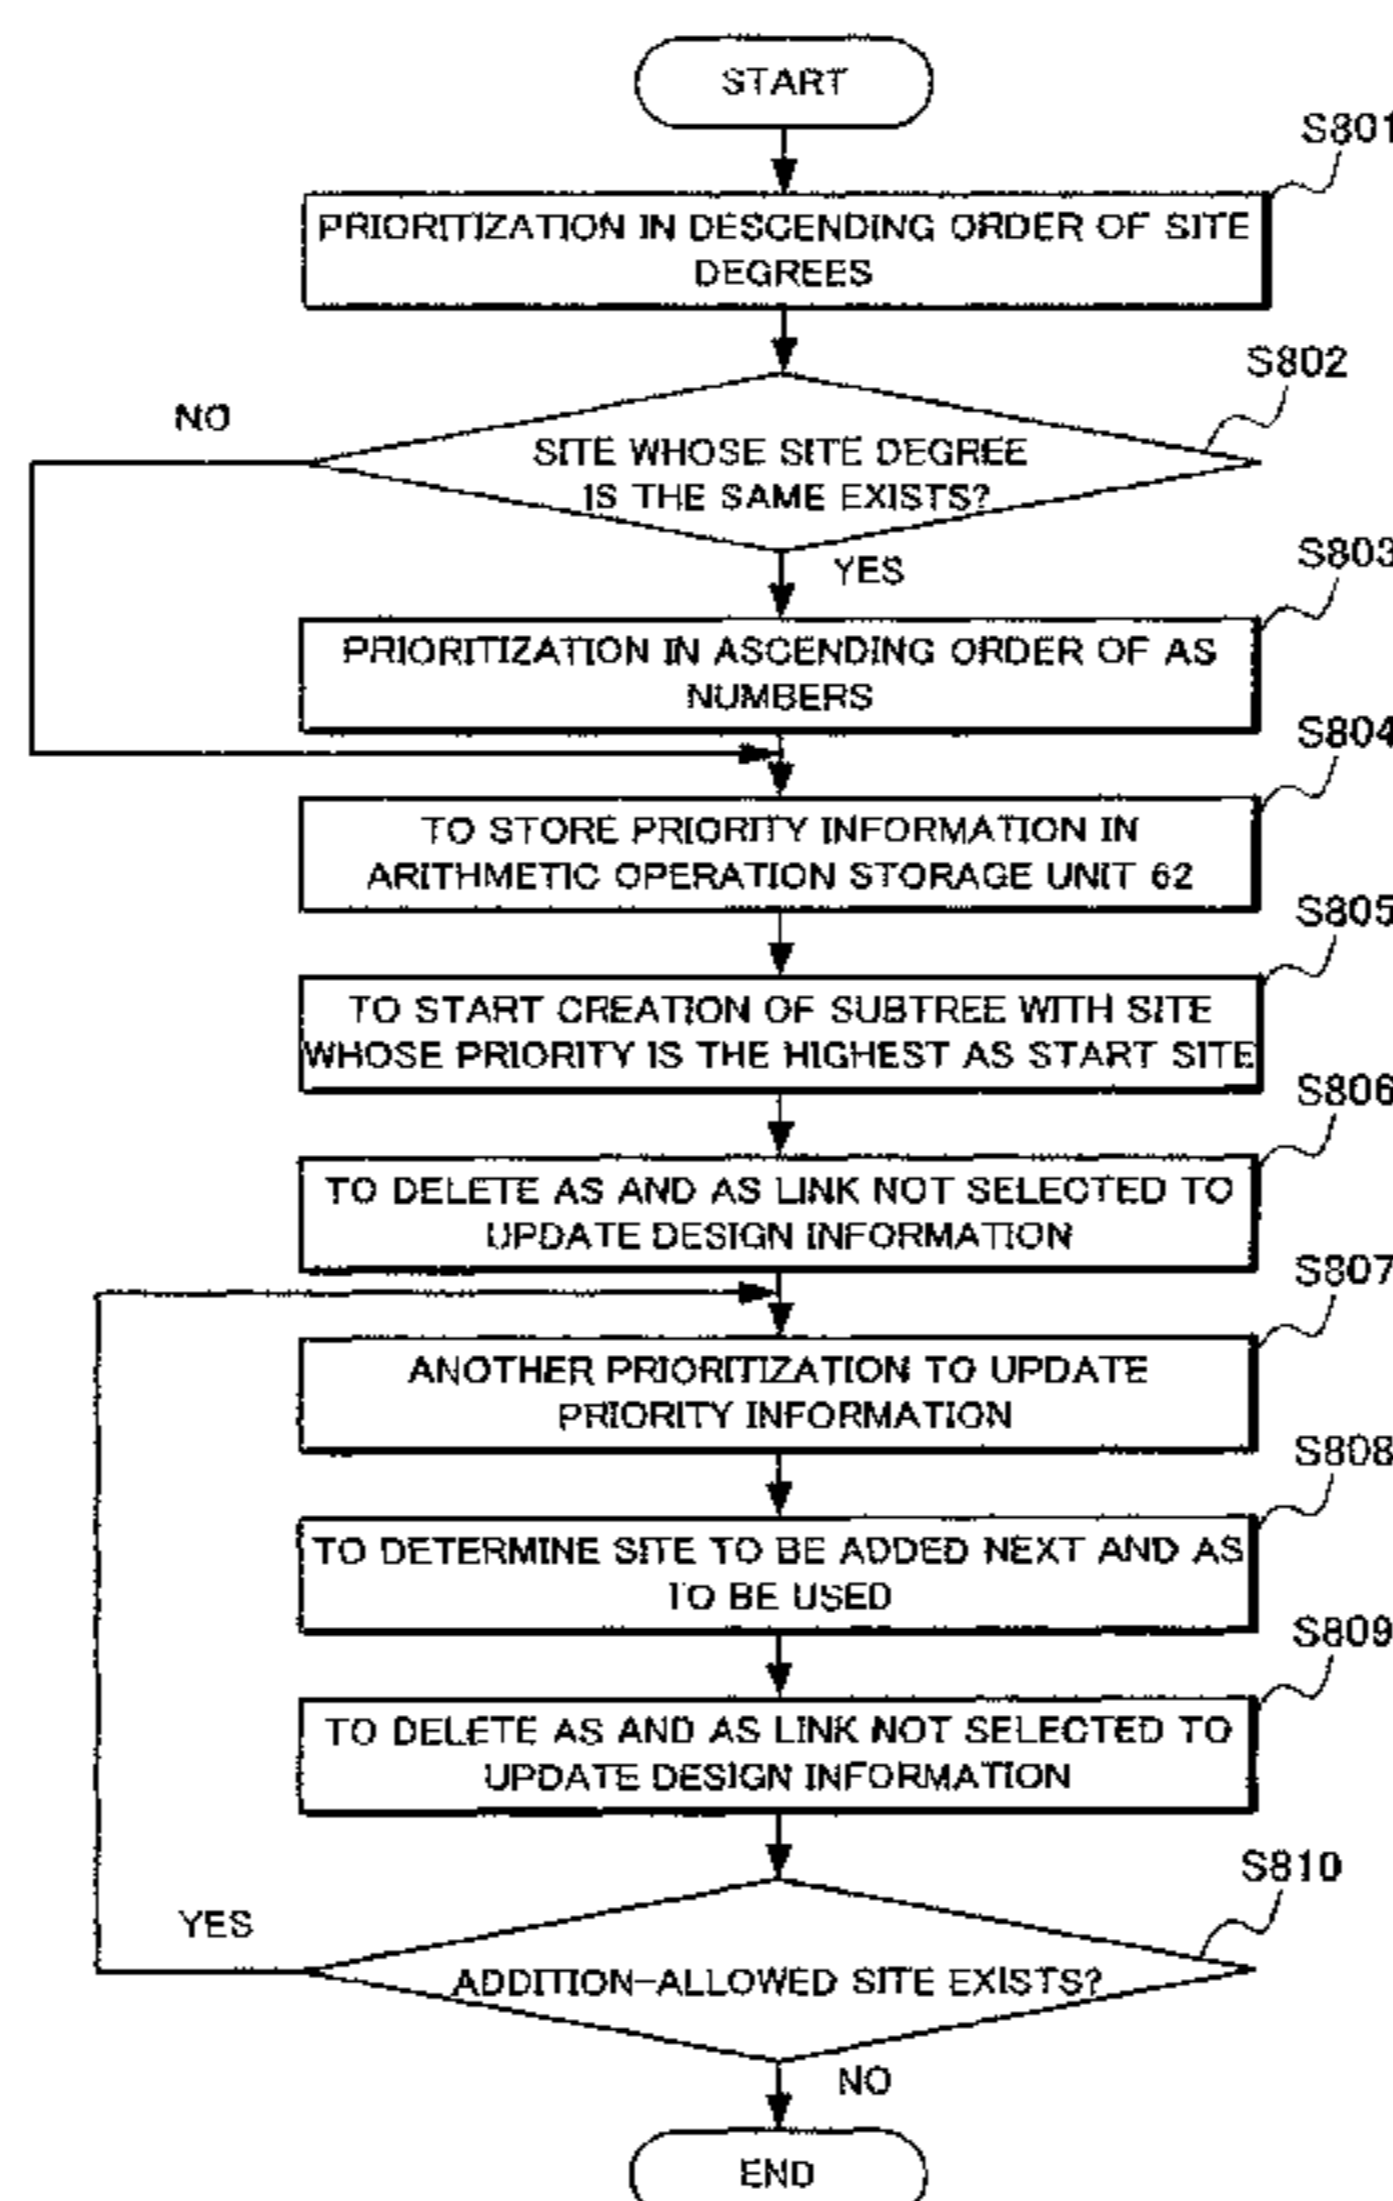 START
S801
PRIORITIZATION IN DESCENDING ORDER OF SITE
DEGREES
S802
NO
SITE WHOSE SITE DEGREE
IS THE SAME EXISTS?
YES
S803
PRIORITIZATION IN ASCENDING ORDER OF AS
NUMBERS
S804
TO STORE PRIORITY INFORMATION IN
ARITHMETIC OPERATION STORAGE UNIT 62
S805
TO START CREATION OF SUBTREE WITH SITE
WHOSE PRIORITY IS THE HIGHEST AS START SITE
S806
TO DELETE AS AND AS LINK NOT SELECTED TO
UPDATE DESIGN INFORMATION
S807
ANOTHER PRIORITIZATION TO UPDATE
PRIORITY INFORMATION
S808
TO DETERMINE SITE TO BE ADDED NEXT AND AS
TO BE USED
S809
TO DELETE AS AND AS LINK NOT SELECTED TO
UPDATE DESIGN INFORMATION
S810
YES
ADDITION-ALLOWED SITE EXISTS?
NO
END